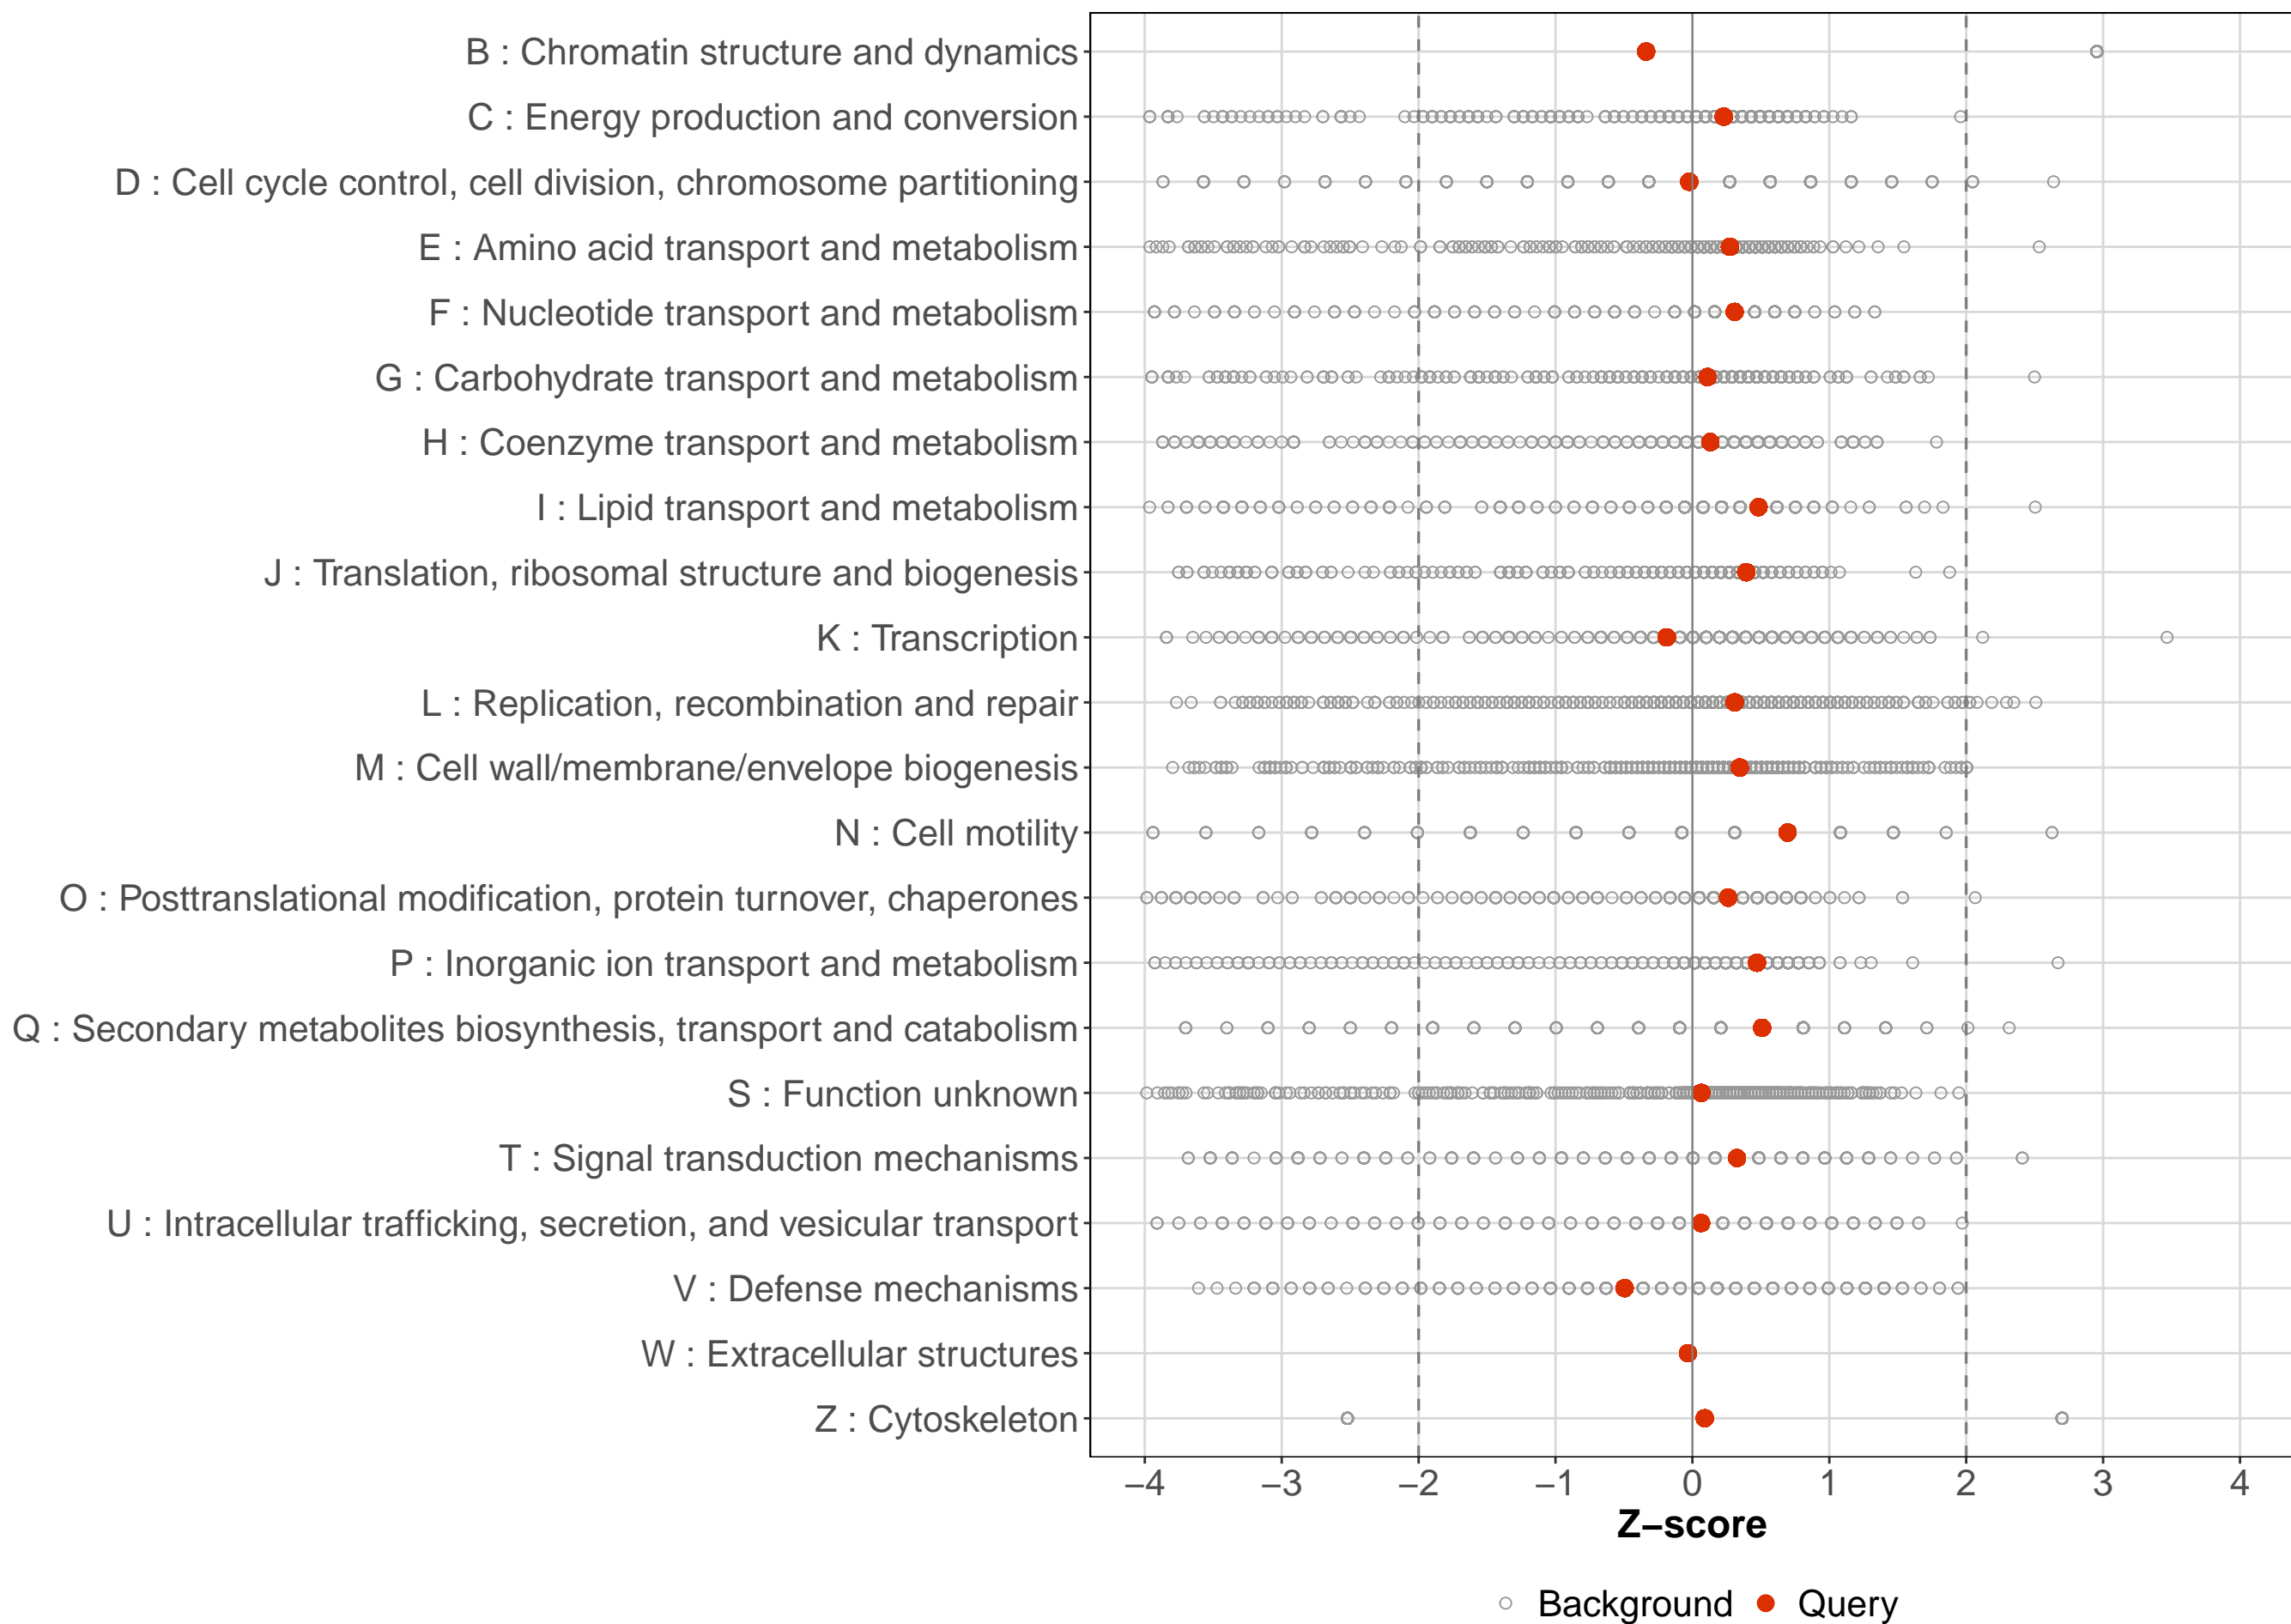 B : Chromatin structure and dynamics
C : Energy production and conversion
D : Cell cycle control, cell division, chromosome partitioning
E : Amino acid transport and metabolism
F : Nucleotide transport and metabolism
G : Carbohydrate transport and metabolism
H : Coenzyme transport and metabolism
I : Lipid transport and metabolism
J : Translation, ribosomal structure and biogenesis
K : Transcription
L : Replication, recombination and repair
M : Cell wall/membrane/envelope biogenesis
N : Cell motility
O : Posttranslational modification, protein turnover, chaperones
P : Inorganic ion transport and metabolism
Q : Secondary metabolites biosynthesis, transport and catabolism
S : Function unknown
T : Signal transduction mechanisms
U : Intracellular trafficking, secretion, and vesicular transport
V : Defense mechanisms
W : Extracellular structures
Z : Cytoskeleton
−4 −3 −2 −1 0 1 2 3 4
Z−score
Background Query